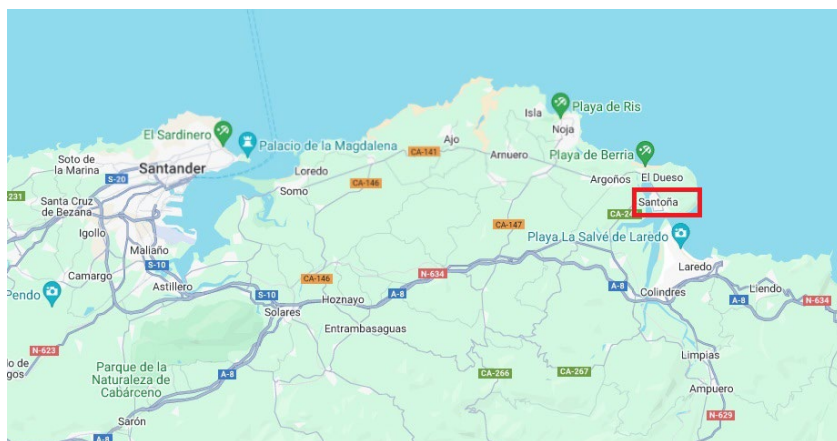 Isla
Playa de Ris
Noja
El Sardinero
Palacio de la Magdalena
Ajo
CA-141
Arnuero
Playa de Berria
Soto de
la Marina
Santander
S-20
Loredo
CA-146
Somo
Argoños
El Dueso
Santoña
231
Santa Cruz
de Bezana
Igollo
Maliaño
S-10
CA-147
Playa La Salvé de Laredo
Camargo
Pendo
Astillero
S-10
CA-146
N-634
A-8
Hoznayo
Solares
Entrambasaguas
A-8
Colindres
Laredo
A-8
Liendo
N-634
N-623
lo de
gos
Parque de la
Naturaleza de
Cabárceno
A-8
CA-266
CA-267
Limpias
Ampuero
Sarón
A-8
N-629